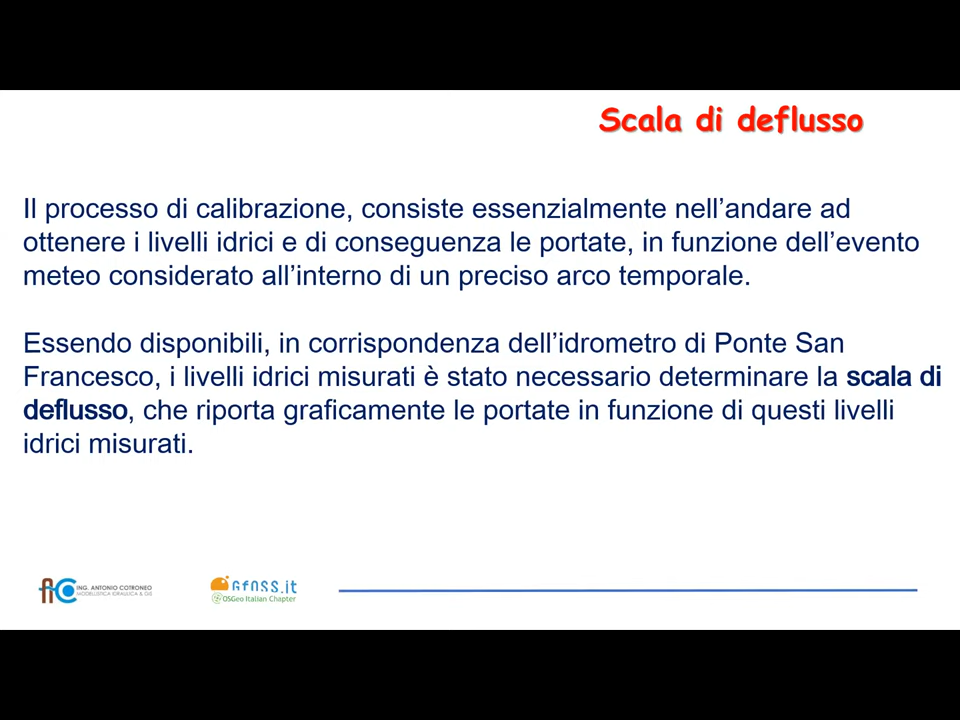 Scala di deflusso
Il processo di calibrazione, consiste essenzialmente nell’andare ad
ottenere i livelli idrici e di conseguenza le portate, in funzione dell’evento
meteo considerato all’interno di un preciso arco temporale.
Essendo disponibili, in corrispondenza dell’idrometro di Ponte San
Francesco, i livelli idrici misurati è stato necessario determinare la scala di
deflusso, che riporta graficamente le portate in funzione di questi livelli
idrici misurati.
ING. ANTONIO COTRONEO
MODELLISTICA IDRAULICA & GIS
GFOSS.it
OSGeo Italian Chapter